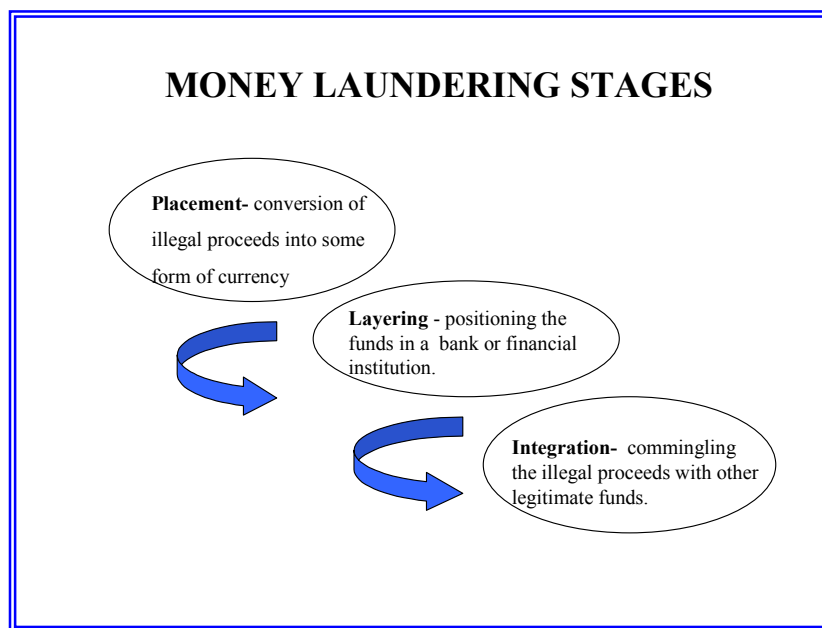 MONEY LAUNDERING STAGES
Placement- conversion of
illegal proceeds into some
form of currency
Layering - positioning the
funds in a bank or financial
institution.
Integration- commingling
the illegal proceeds with other
legitimate funds.